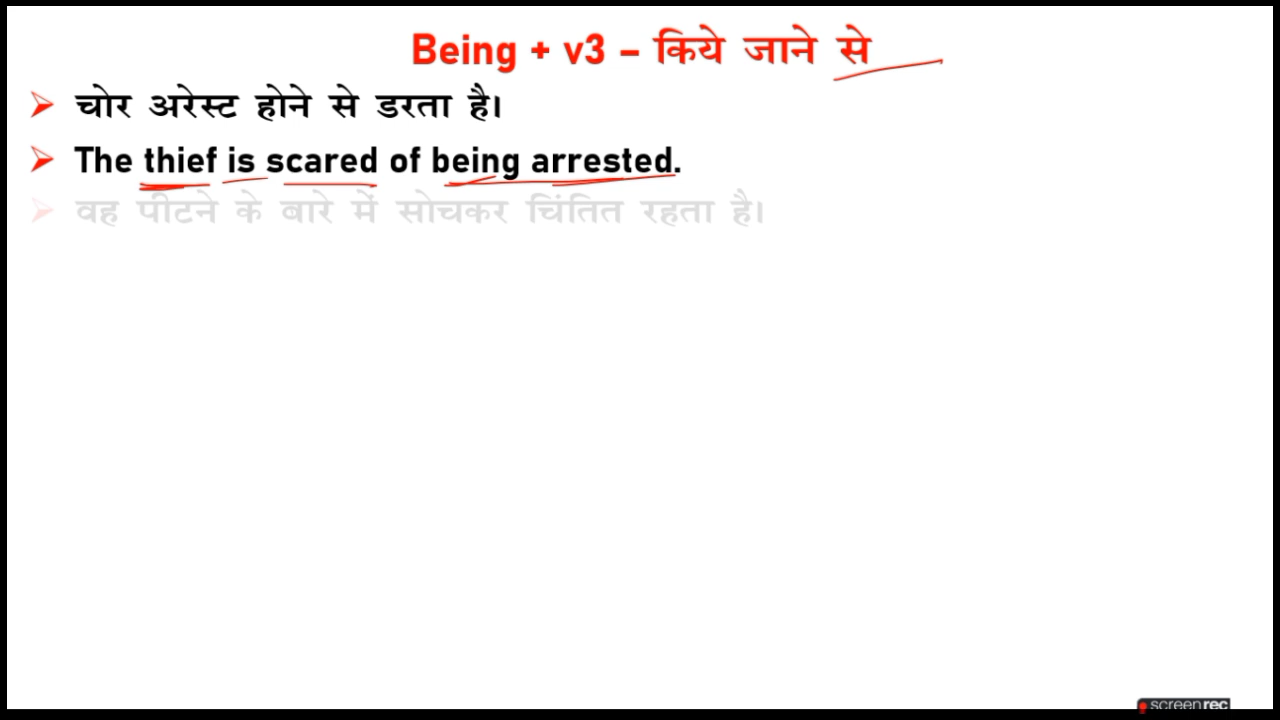 Being + v3 – किये जाने से
➢ चोर अरेस्ट होने से डरता है।
➢ The thief is scared of being arrested.
➢ वह पीटने के बारे में सोचकर चिंतित रहता है।
screenrec